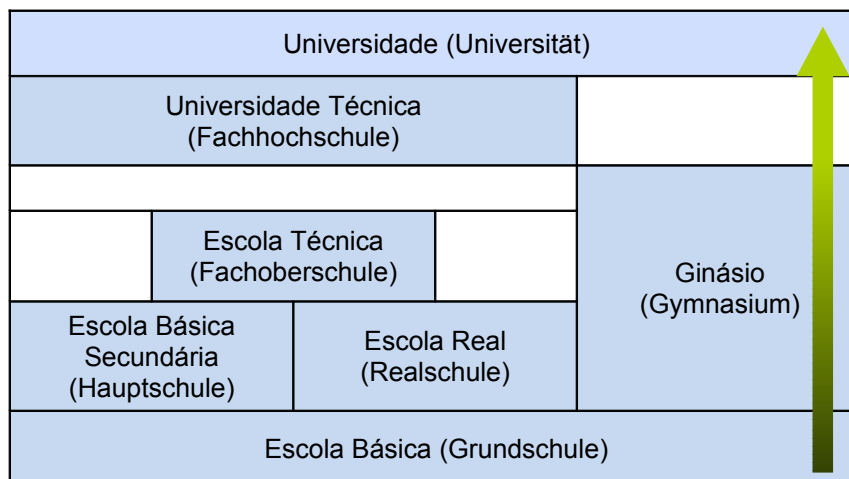 Universidade (Universität)
Universidade Técnica
(Fachhochschule)
Escola Técnica
(Fachoberschule)
Ginásio
(Gymnasium)
Escola Básica
Secundária
(Hauptschule)
Escola Real
(Realschule)
Escola Básica (Grundschule)